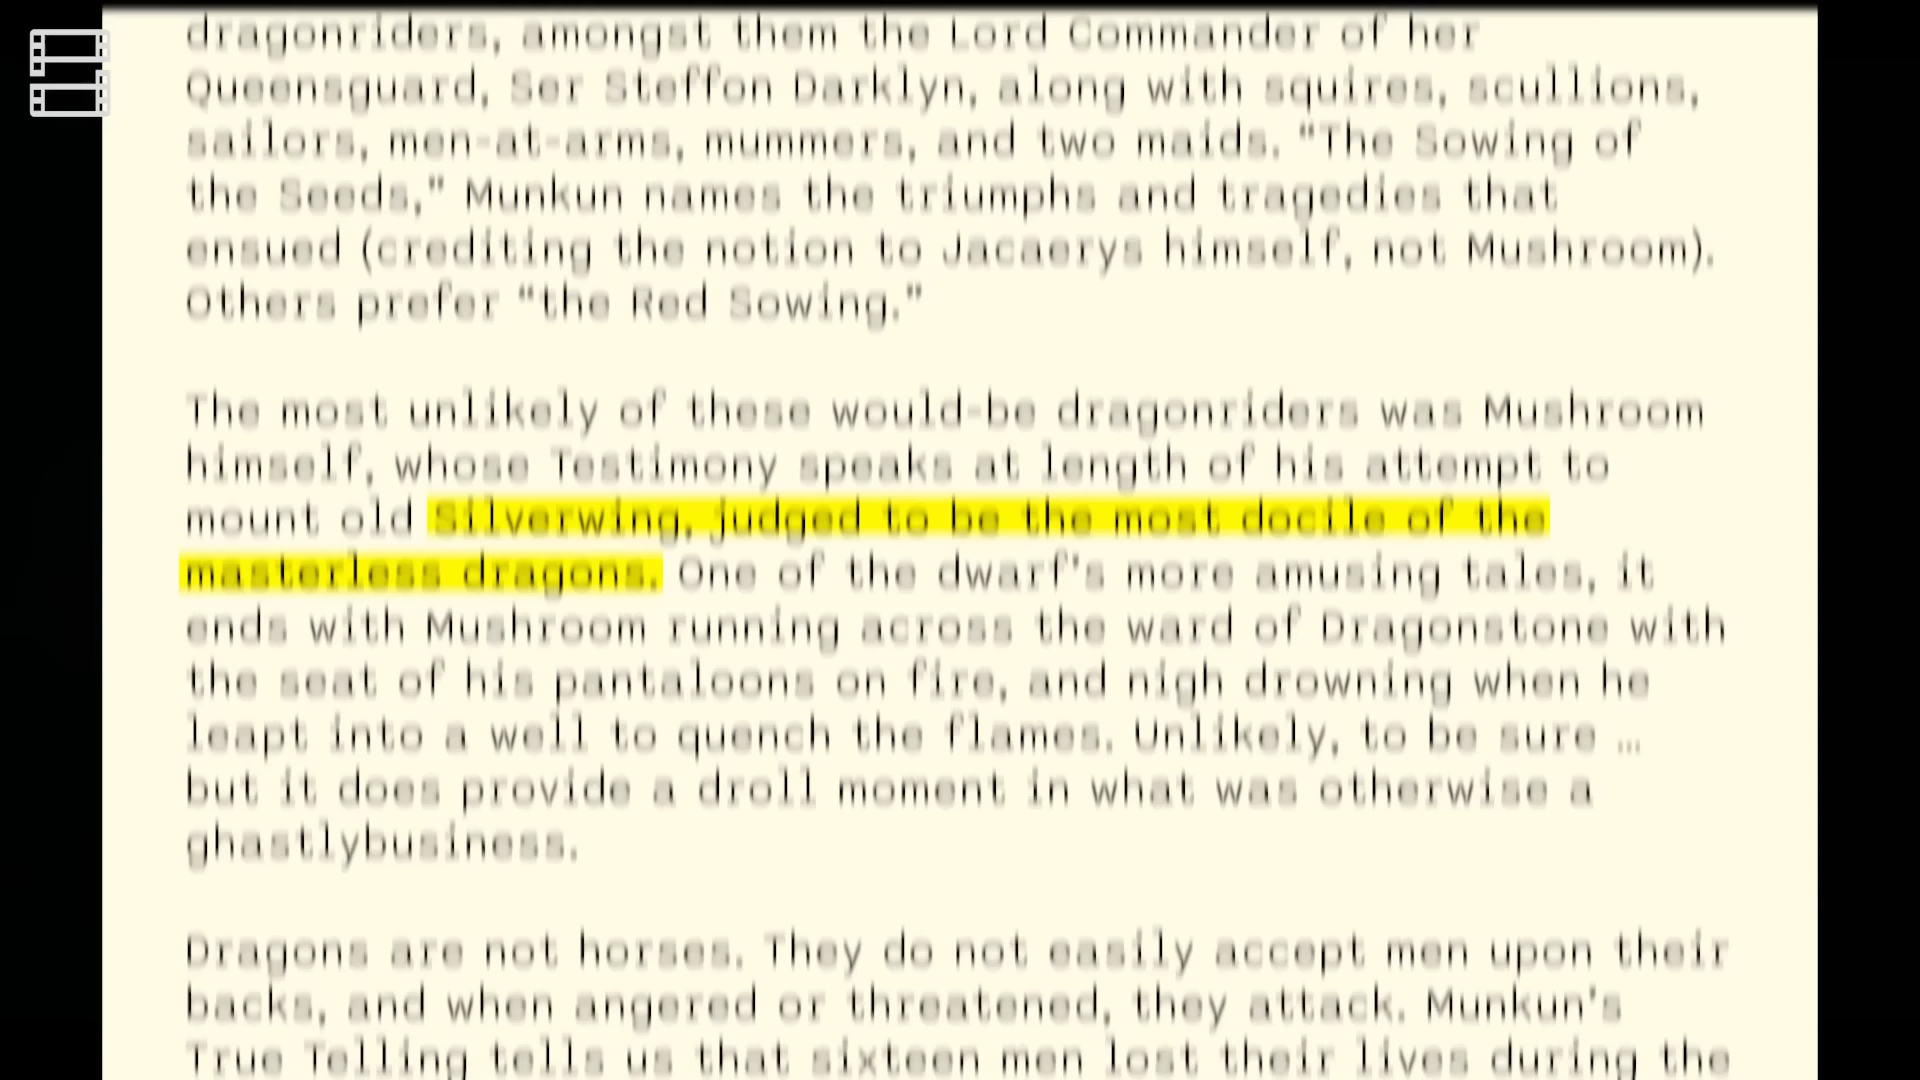 dragonriders, amongst them the Lord Commander of her
Queensguard, Ser Steffon Darklyn, along with squires, scullions,
sailors, men-at-arms, mummers, and two maids. "The Sowing of
the Seeds," Munkun names the triumphs and tragedies that
ensued (crediting the notion to Jacaerys himself, not Mushroom).
Others prefer "the Red Sowing."
The most unlikely of these would-be dragonriders was Mushroom
himself, whose Testimony speaks at length of his attempt to
mount old Silverwing, judged to be the most docile of the
masterless dragons. One of the dwarf's more amusing tales, it
ends with Mushroom running across the ward of Dragonstone with
the seat of his pantaloons on fire, and nigh drowning when he
leapt into a well to quench the flames. Unlikely, to be sure …
but it does provide a droll moment in what was otherwise a
ghastlybusiness.
Dragons are not horses. They do not easily accept men upon their
backs, and when angered or threatened, they attack. Munkun's
True Telling tells us that sixteen men lost their lives during the